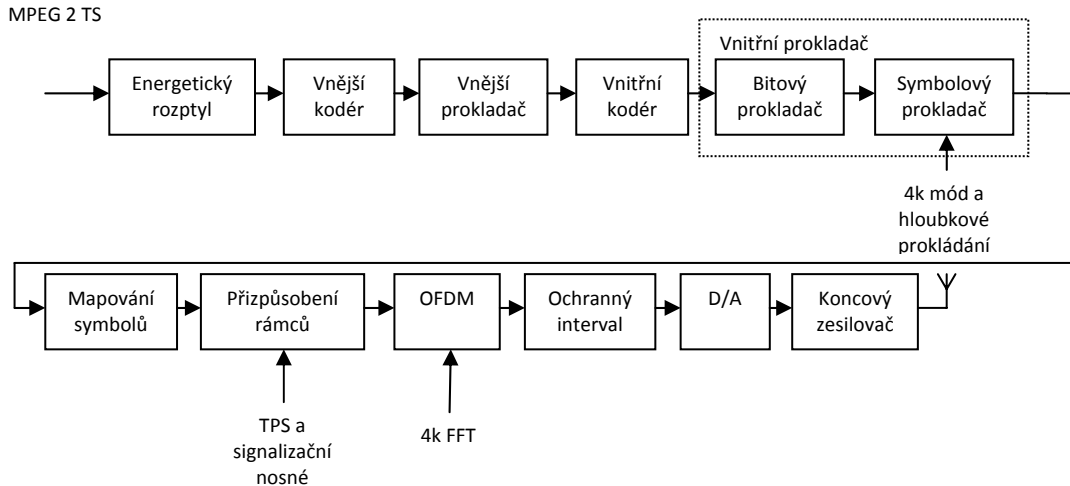 MPEG 2 TS
Vnitřní prokladač
Energetický
rozptyl
Vnější
kodér
Vnější
prokladač
Vnitřní
kodér
Bitový
prokladač
Symbolový
prokladač
4k mód a
hloubkové
prokládání
Mapování
symbolů
Přizpůsobení
rámců
OFDM
Ochranný
interval
D/A
Koncový
zesilovač
TPS a
signalizační
nosné
4k FFT